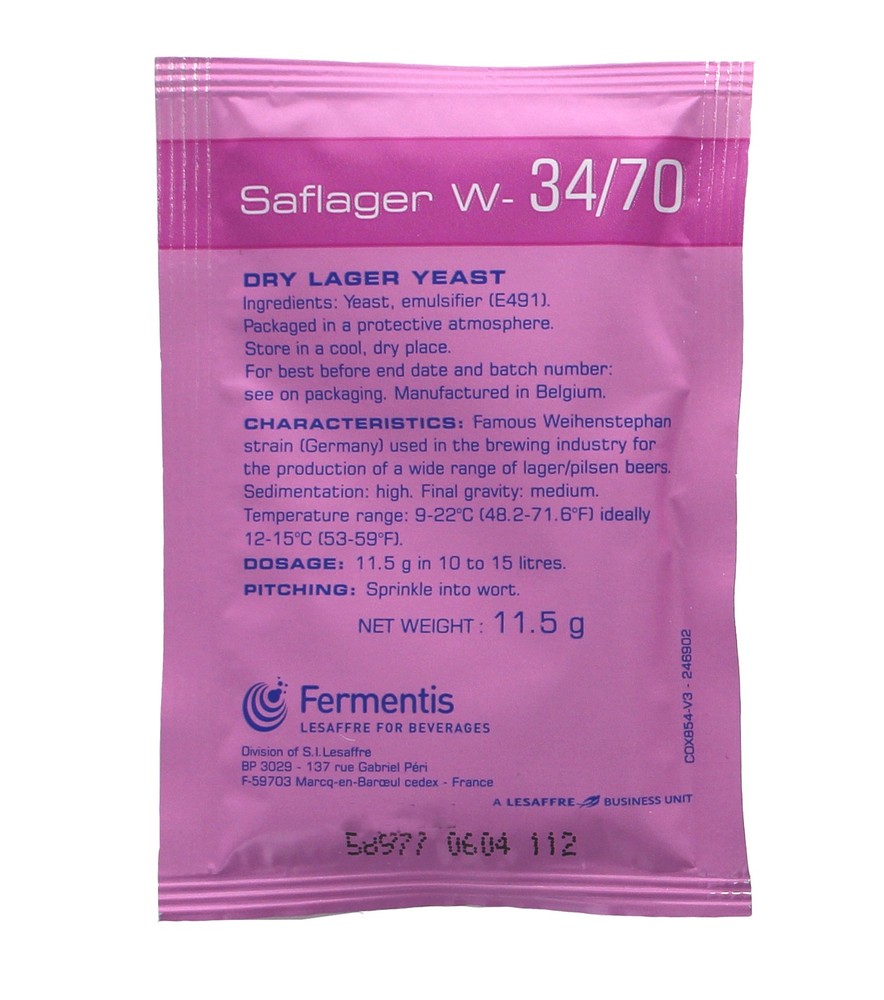 Saflager W- 34/70
DRY LAGER YEAST
Ingredients: Yeast, emulsifier (E491).
Packaged in a protective atmosphere.
Store in a cool, dry place.
For best before end date and batch number:
see on packaging. Manufactured in Belgium.
CHARACTERISTICS: Famous Weihenstephan
strain (Germany) used in the brewing industry for
the production of a wide range of lager/pilsen beers.
Sedimentation: high. Final gravity: medium.
Temperature range: 9-22°C (48.2-71.6°F) ideally
12-15°C (53-59°F).
DOSAGE: 11.5 g in 10 to 15 litres.
PITCHING: Sprinkle into wort.
NET WEIGHT : 11.5 g
COX854-V3 - 246902
Fermentis
LESAFFRE FOR BEVERAGES
Division of S.I.Lesaffre
BP 3029 - 137 rue Gabriel Péri
F-59703 Marcq-en-Barœul cedex - France
A LESAFFRE BUSINESS UNIT
0604 112